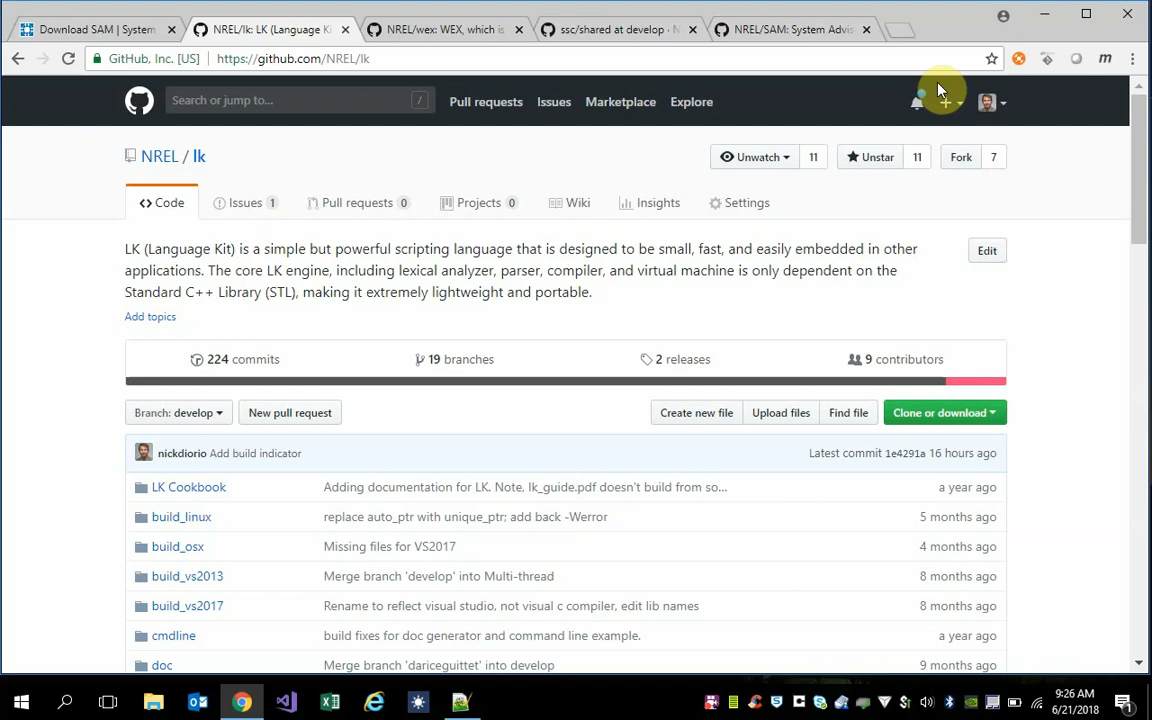 Download SAM | System
NREL/lk: LK (Language Ki
NREL/wex: WEX, which is
ssc/shared at develop · N
NREL/SAM: System Advis
GitHub, Inc. [US]
https://github.com/NREL/lk
m
Search or jump to...
/
Pull requests
Issues
Marketplace
Explore
NREL / lk
Unwatch
11
Unstar
11
Fork
7
Code
Issues 1
Pull requests 0
Projects 0
Wiki
Insights
Settings
LK (Language Kit) is a simple but powerful scripting language that is designed to be small, fast, and easily embedded in other
applications. The core LK engine, including lexical analyzer, parser, compiler, and virtual machine is only dependent on the
Standard C++ Library (STL), making it extremely lightweight and portable.
Edit
Add topics
224 commits
19 branches
2 releases
9 contributors
Branch: develop
New pull request
Create new file
Upload files
Find file
Clone or download
nickdiorio Add build indicator
Latest commit 1e4291a 16 hours ago
LK Cookbook
Adding documentation for LK. Note, lk_guide.pdf doesn't build from so...
a year ago
build_linux
replace auto_ptr with unique_ptr; add back -Werror
5 months ago
build_osx
Missing files for VS2017
4 months ago
build_vs2013
Merge branch 'develop' into Multi-thread
8 months ago
build_vs2017
Rename to reflect visual studio, not visual c compiler, edit lib names
8 months ago
cmdline
build fixes for doc generator and command line example.
a year ago
doc
Merge branch 'dariceguittet' into develop
9 months ago
9:26 AM
6/21/2018